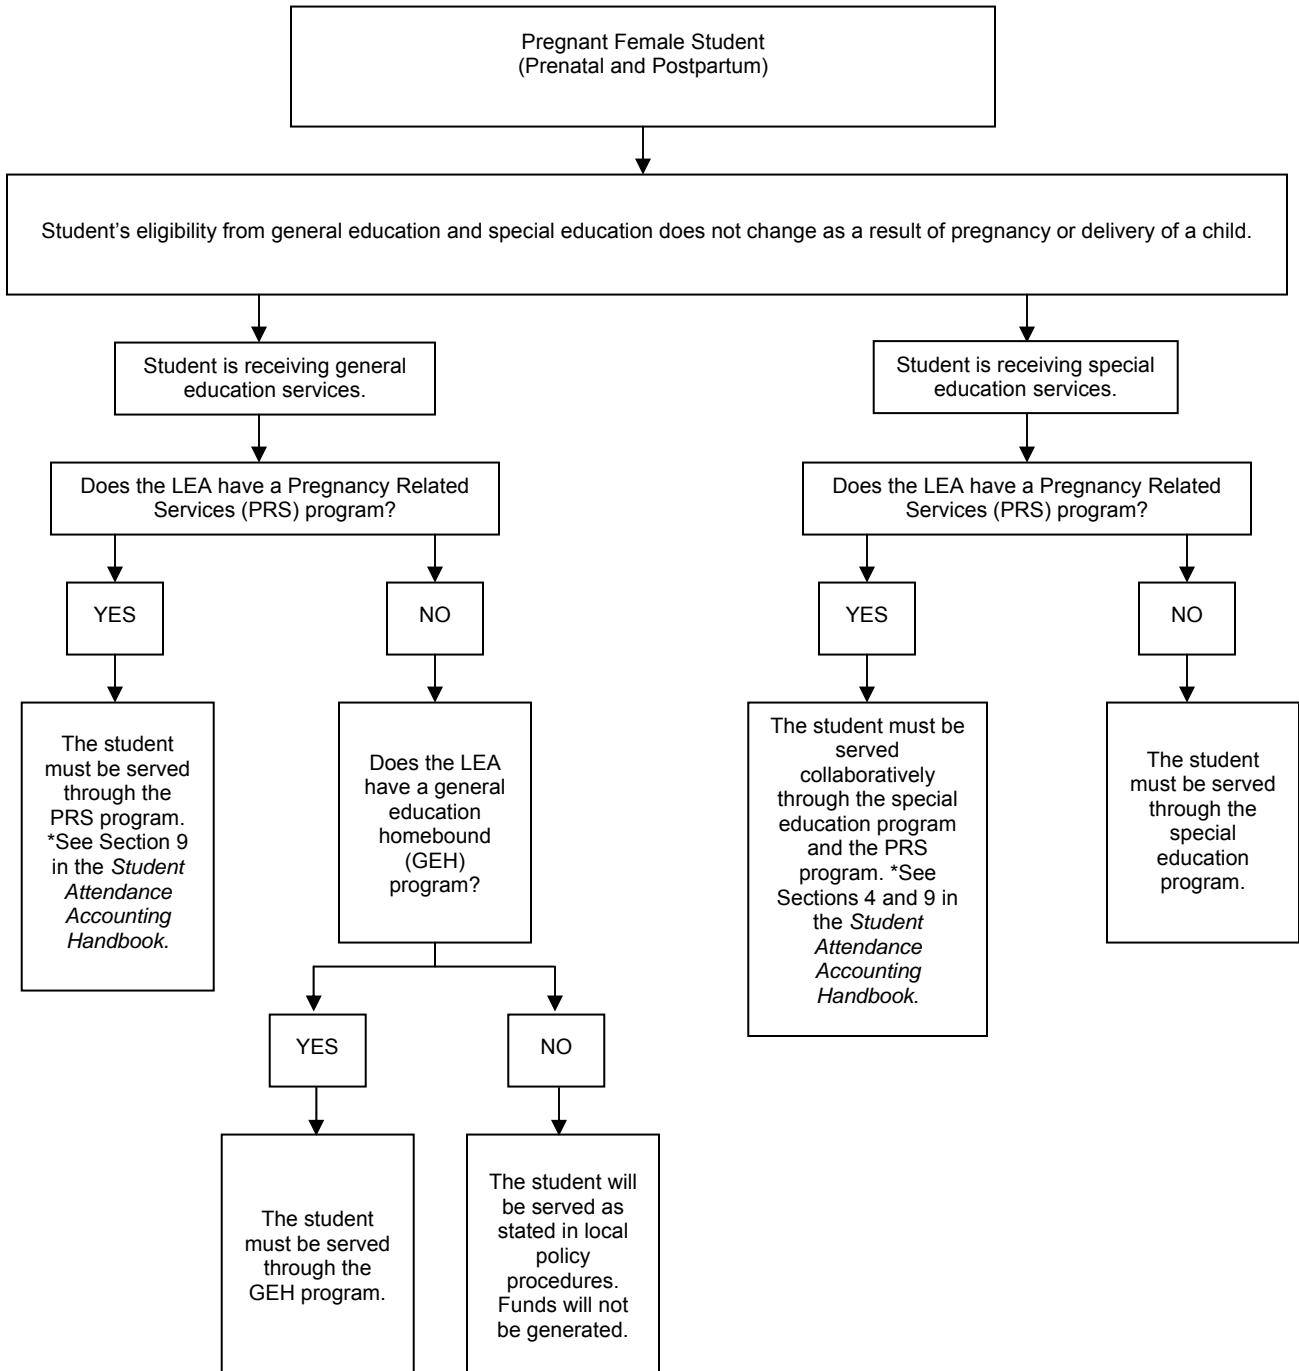 Pregnant Female Student
(Prenatal and Postpartum)
Student’s eligibility from general education and special education does not change as a result of pregnancy or delivery of a child.
Student is receiving general
education services.
Student is receiving special
education services.
Does the LEA have a Pregnancy Related
Services (PRS) program?
Does the LEA have a Pregnancy Related
Services (PRS) program?
YES
NO
YES
NO
The student
must be served
through the
PRS program.
*See Section 9
in the Student
Attendance
Accounting
Handbook.
Does the LEA
have a general
education
homebound
(GEH)
program?
The student must be
served
collaboratively
through the special
education program
and the PRS
program. *See
Sections 4 and 9 in
the Student
Attendance
Accounting
Handbook.
The student
must be served
through the
special
education
program.
YES
NO
The student
must be served
through the
GEH program.
The student will
be served as
stated in local
policy
procedures.
Funds will not
be generated.